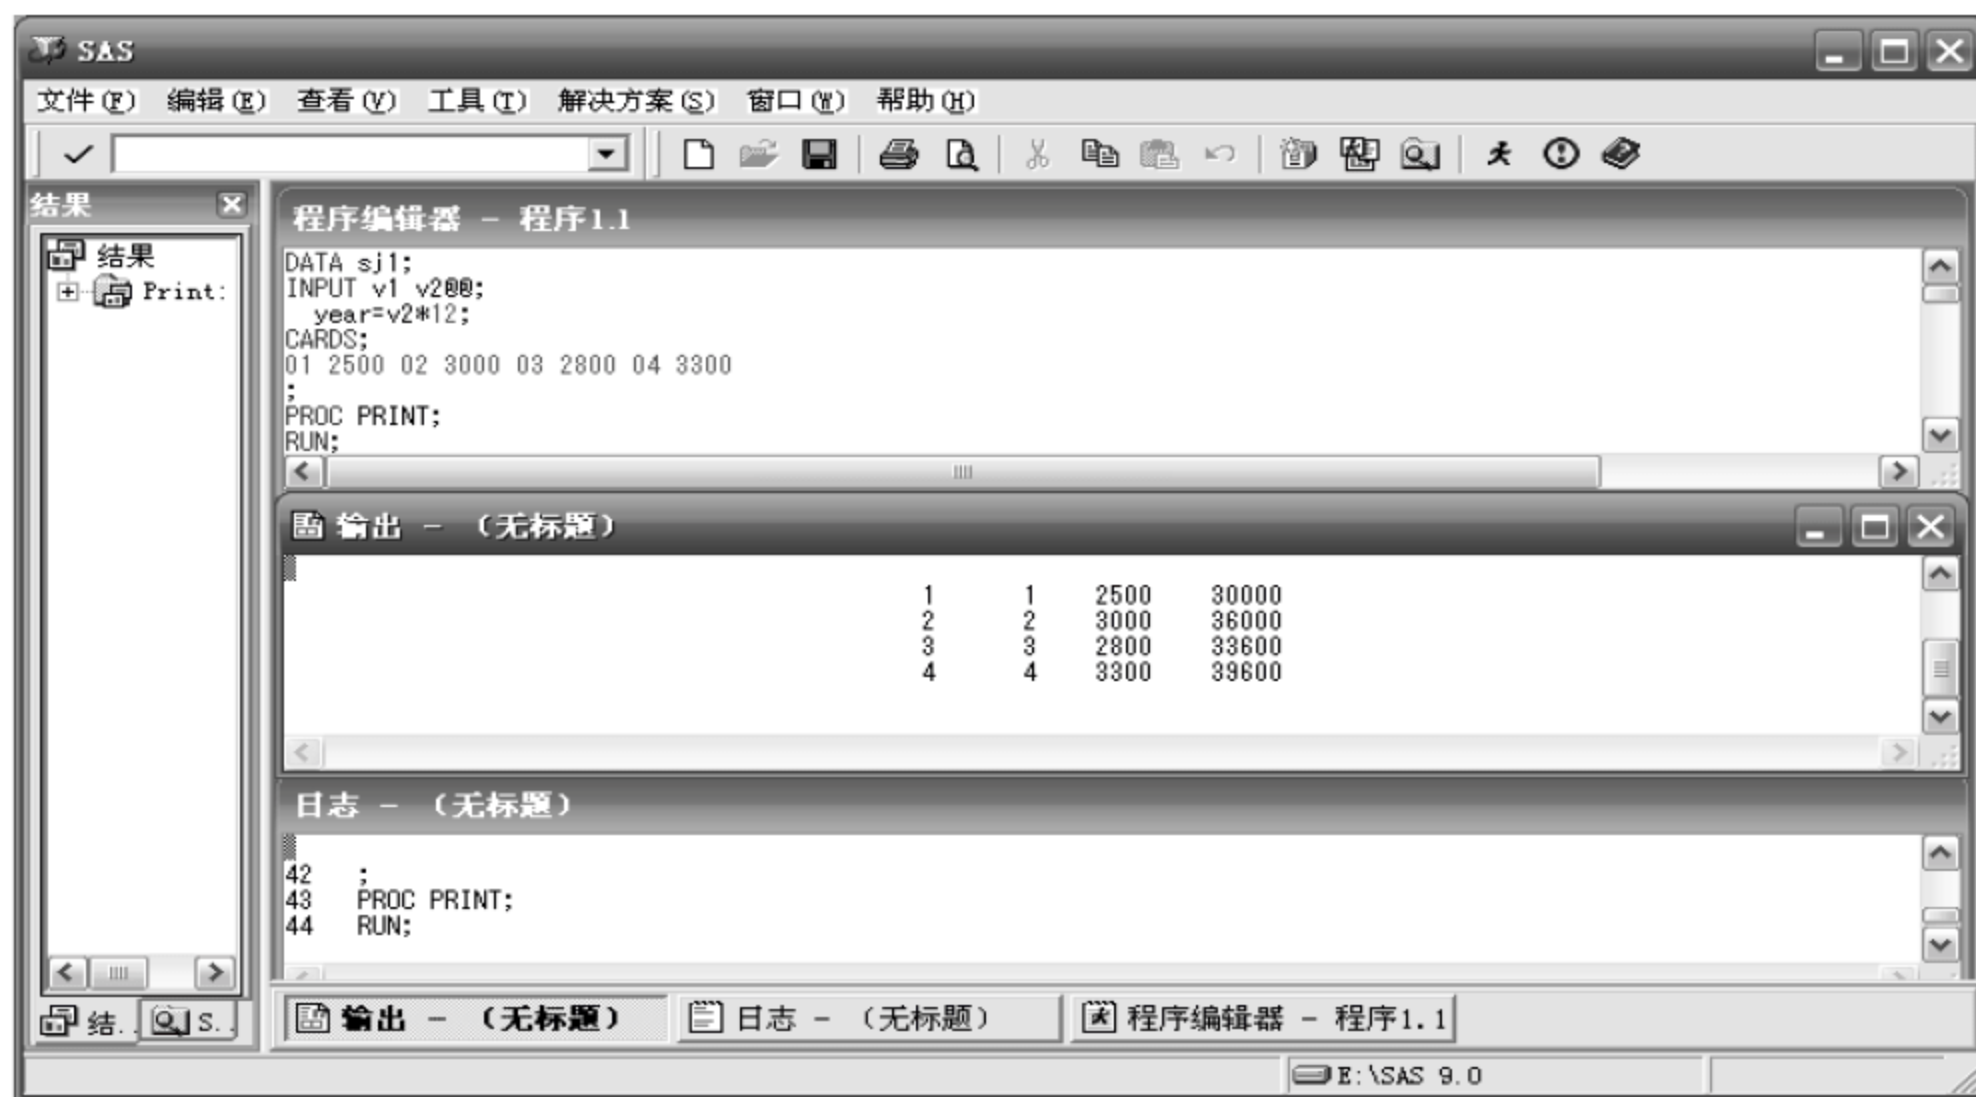 SAS
文件(F) 编辑(E) 查看(V) 工具(T) 解决方案(S) 窗口(W) 帮助(H)
结果
结果
Print:
程序编辑器 - 程序1.1
DATA sj1;
INPUT v1 v2@@;
year=v2*12;
CARDS;
01 2500 02 3000 03 2800 04 3300
;
PROC PRINT;
RUN;
输出 - (无标题)
1 1 2500 30000
2 2 3000 36000
3 3 2800 33600
4 4 3300 39600
日志 - (无标题)
42 ;
43 PROC PRINT;
44 RUN;
结.. S..
输出 - (无标题) 日志 - (无标题) 程序编辑器 - 程序1.1
E:\SAS 9.0